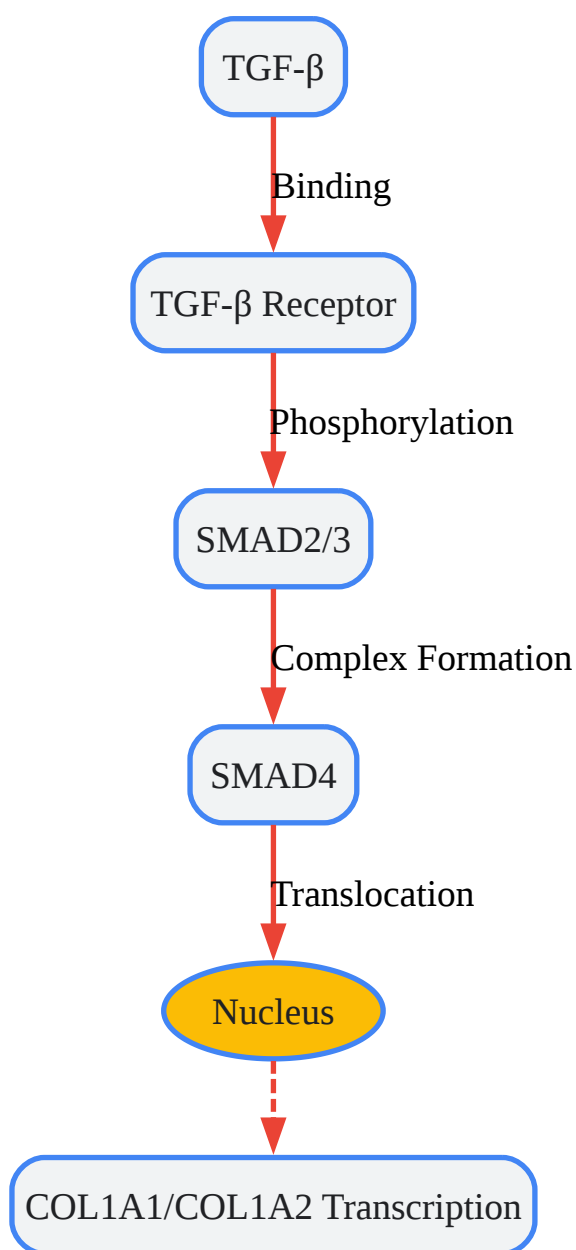 TGF-β
Binding
TGF-β Receptor
Phosphorylation
SMAD2/3
Complex Formation
SMAD4
Translocation
Nucleus
COL1A1/COL1A2 Transcription